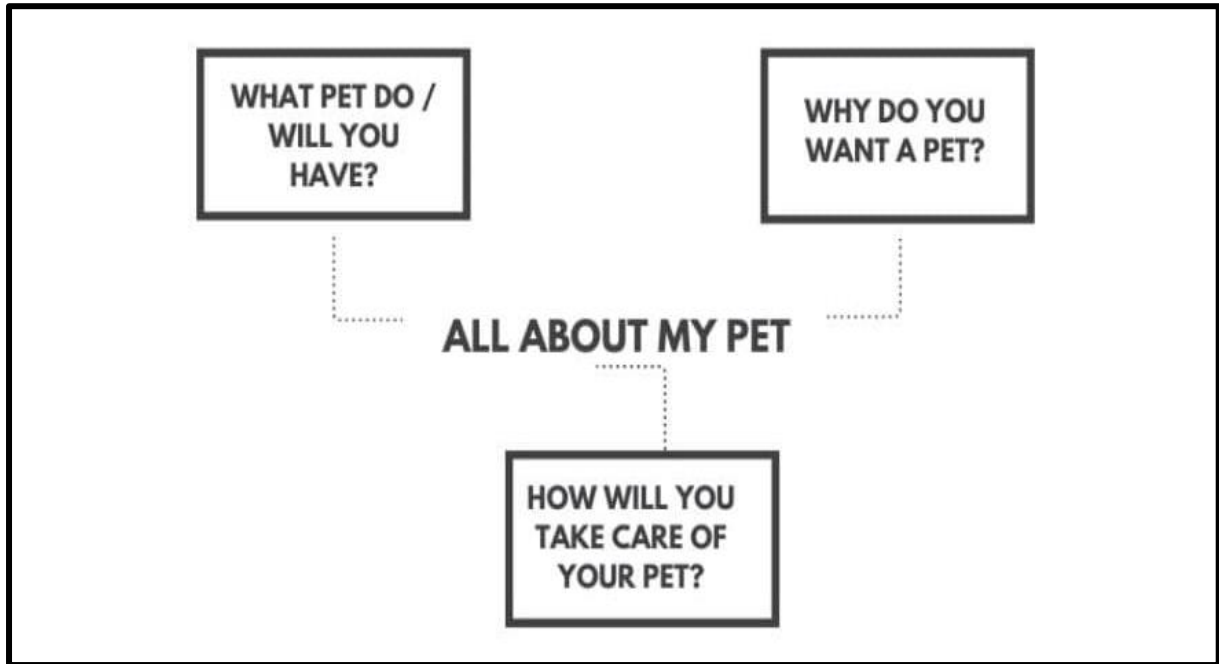 WHAT PET DO /
WILL YOU
HAVE?
WHY DO YOU
WANT A PET?
ALL ABOUT MY PET
HOW WILL YOU
TAKE CARE OF
YOUR PET?